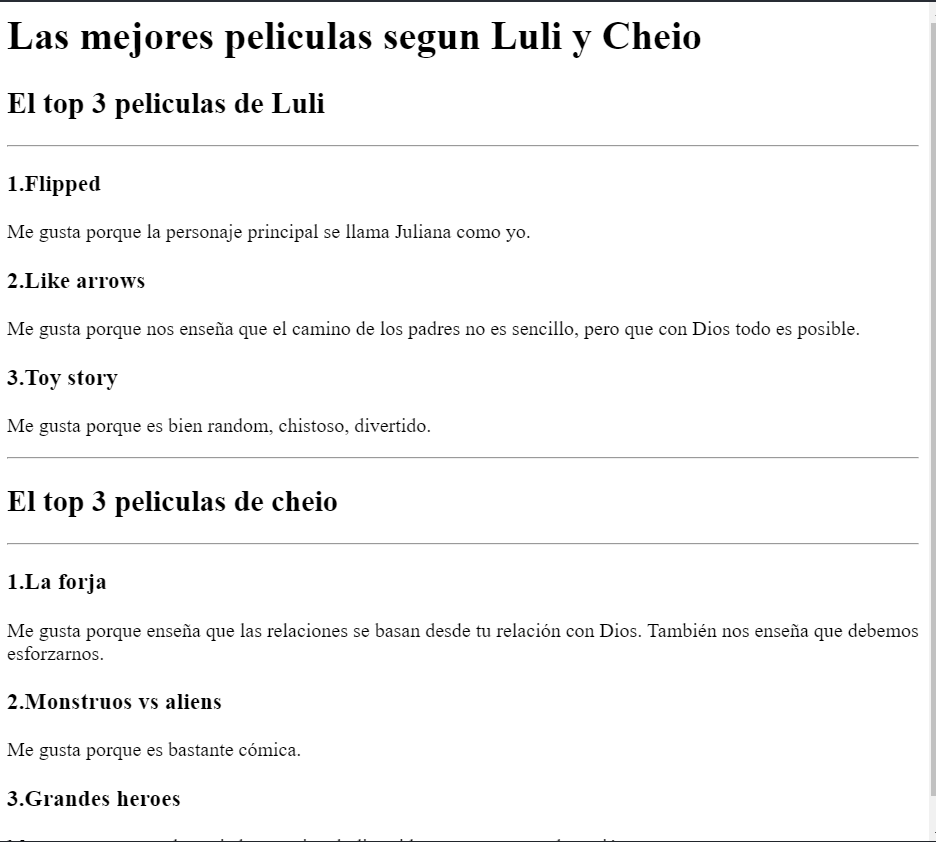 Las mejores peliculas segun Luli y Cheio
El top 3 peliculas de Luli
1.Flipped
Me gusta porque la personaje principal se llama Juliana como yo.
2.Like arrows
Me gusta porque nos enseña que el camino de los padres no es sencillo, pero que con Dios todo es posible.
3.Toy story
Me gusta porque es bien random, chistoso, divertido.
El top 3 peliculas de cheio
1.La forja
Me gusta porque enseña que las relaciones se basan desde tu relación con Dios. También nos enseña que debemos
esforzarnos.
2.Monstruos vs aliens
Me gusta porque es bastante cómica.
3.Grandes heroes